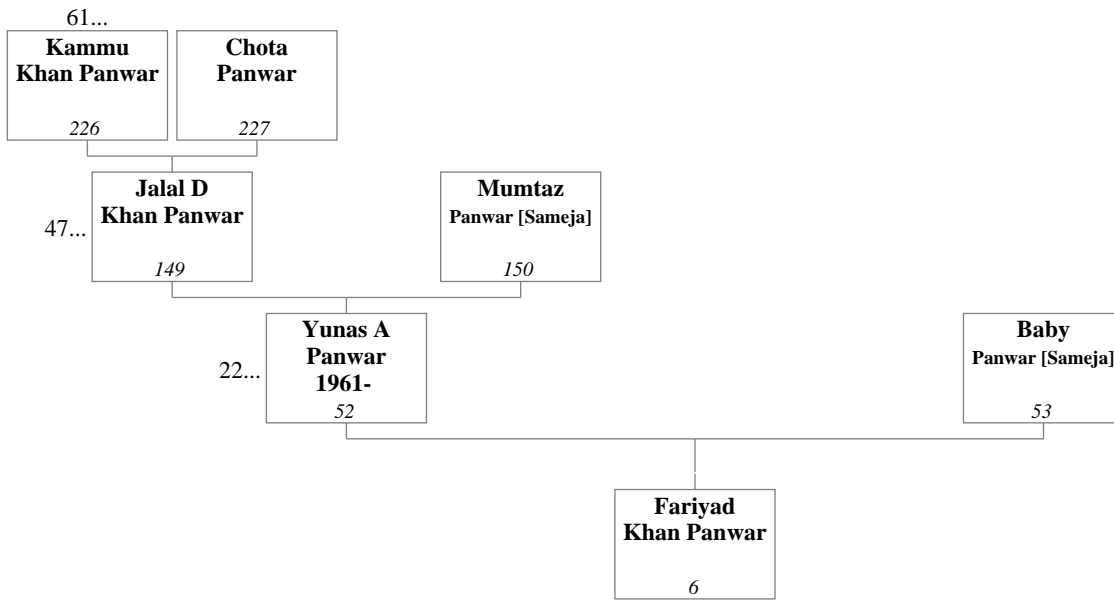 61...
Kammu
Khan Panwar
226
Chota
Panwar
227
47...
Jalal D
Khan Panwar
149
Mumtaz
Panwar [Sameja]
150
22...
Yunas A
Panwar
1961-
52
Baby
Panwar [Sameja]
53
Fariyad
Khan Panwar
6